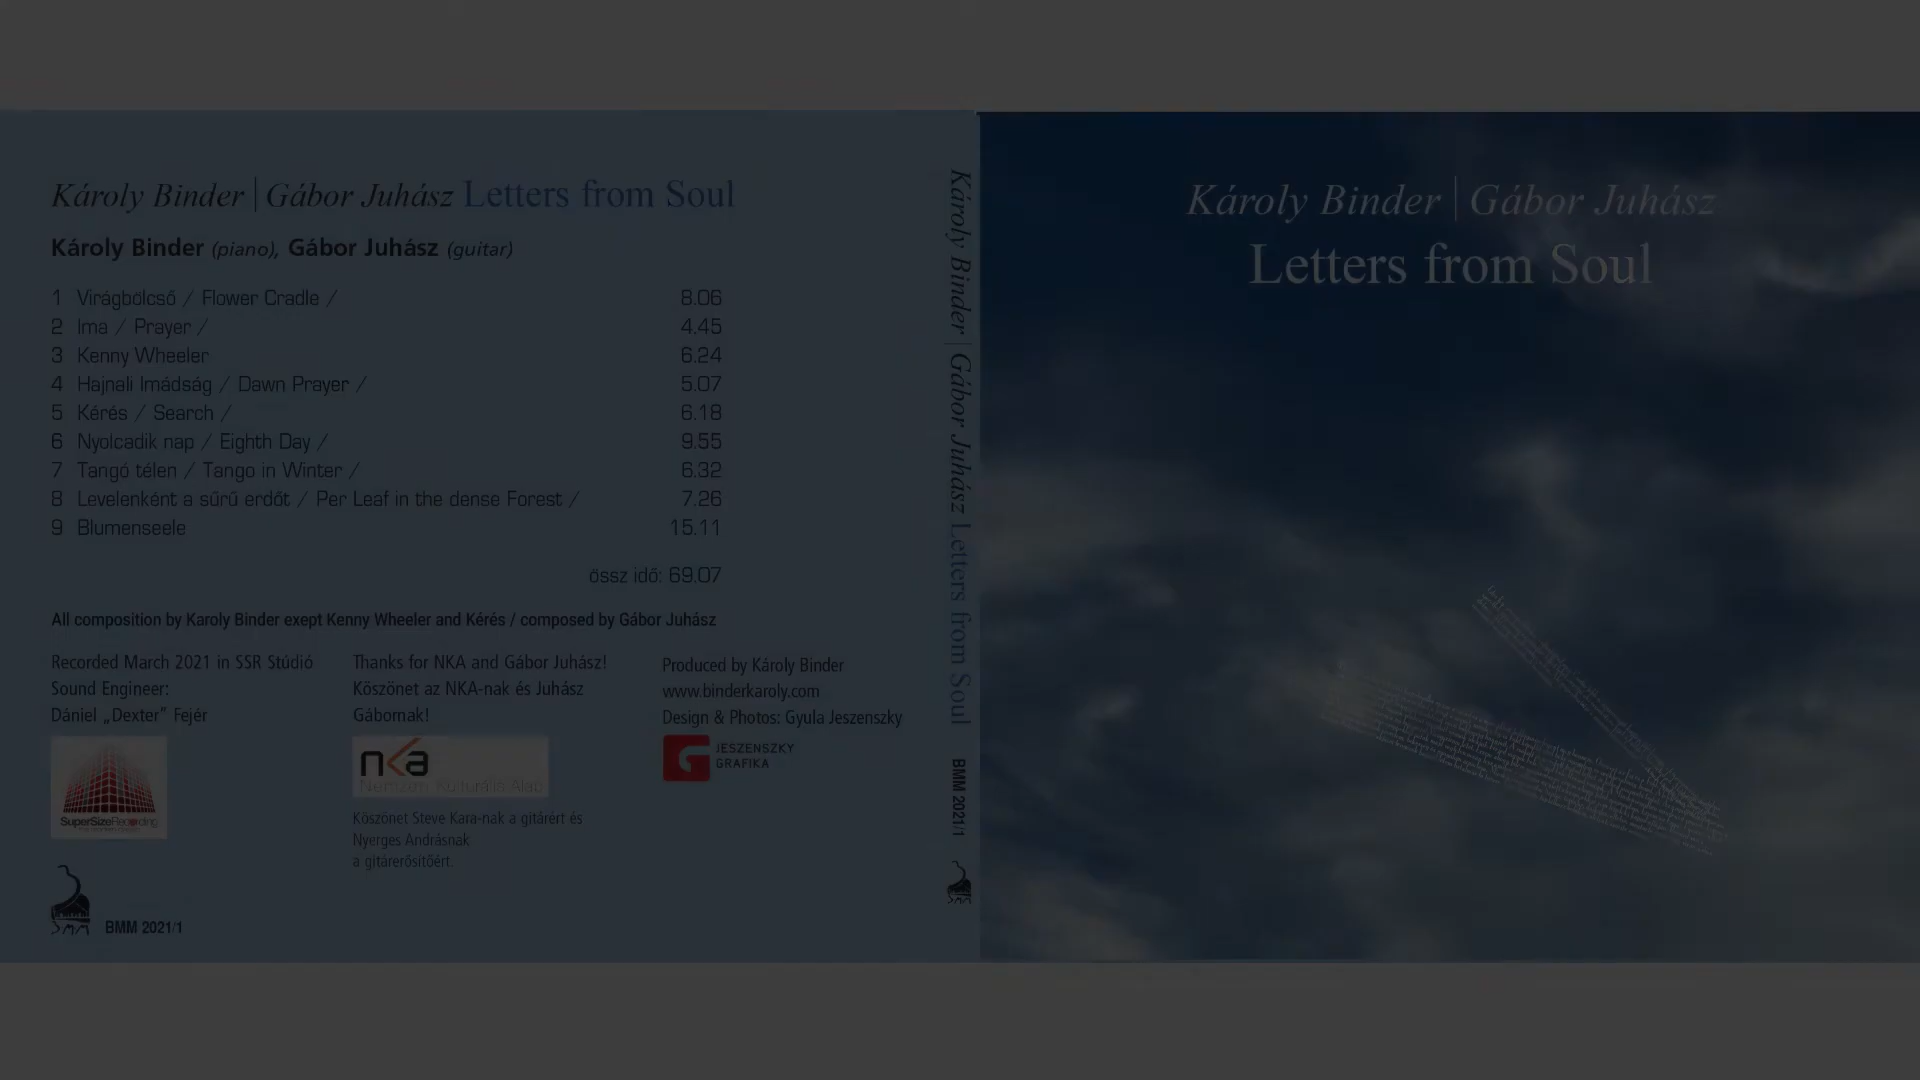 Károly Binder | Gábor Juhász Letters from Soul
Károly Binder (piano), Gábor Juhász (guitar)
1 Virágbölcső / Flower Cradle / 8.06
2 Ima / Prayer / 4.45
3 Kenny Wheeler 6.24
4 Hajnali Imádság / Dawn Prayer / 5.07
5 Kérés / Search / 6.18
6 Nyolcadik nap / Eighth Day / 9.55
7 Tangó télen / Tango in Winter / 6.32
8 Levelenként a sűrű erdőt / Per Leaf in the dense Forest / 7.26
9 Blumenseele 15.11
össz idő: 69.07
All composition by Karoly Binder exept Kenny Wheeler and Kérés / composed by Gábor Juhász
Recorded March 2021 in SSR Stúdió
Sound Engineer:
Dániel „Dexter" Fejér
SuperSizeRecording
Thanks for NKA and Gábor Juhász!
Köszönet az NKA-nak és Juhász
Gábornak!
nka
Nemzeti Kulturális Alap
Köszönet Steve Kara-nak a gitárért és
Nyerges Andrásnak
a gitárerősítőért.
Produced by Károly Binder
www.binderkaroly.com
Design & Photos: Gyula Jeszenszky
JESZENSZKY
GRAFIKA
BMM 2021/1
Károly Binder | Gábor Juhász Letters from Soul BMM 2021/1
Károly Binder | Gábor Juhász
Letters from Soul